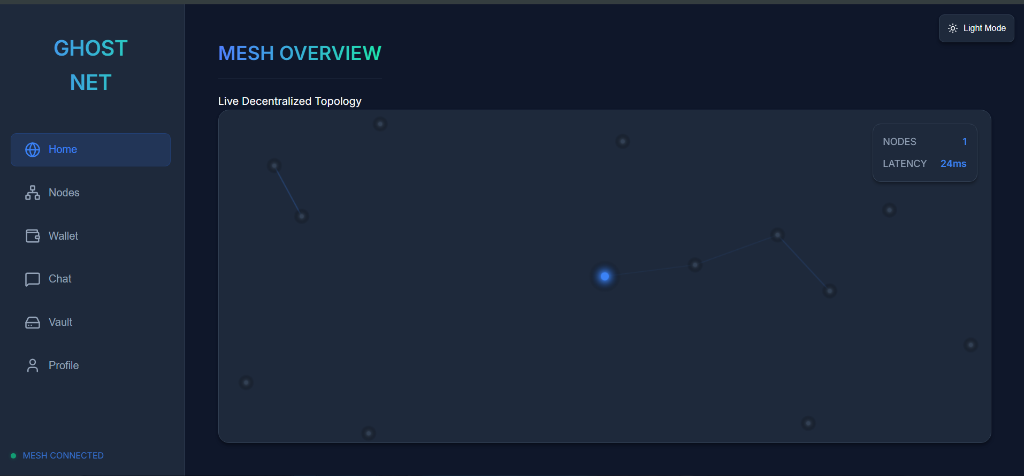 GHOST
NET
Home
Nodes
Wallet
Chat
Vault
Profile
MESH CONNECTED
Light Mode
MESH OVERVIEW
Live Decentralized Topology
NODES 1
LATENCY 24ms